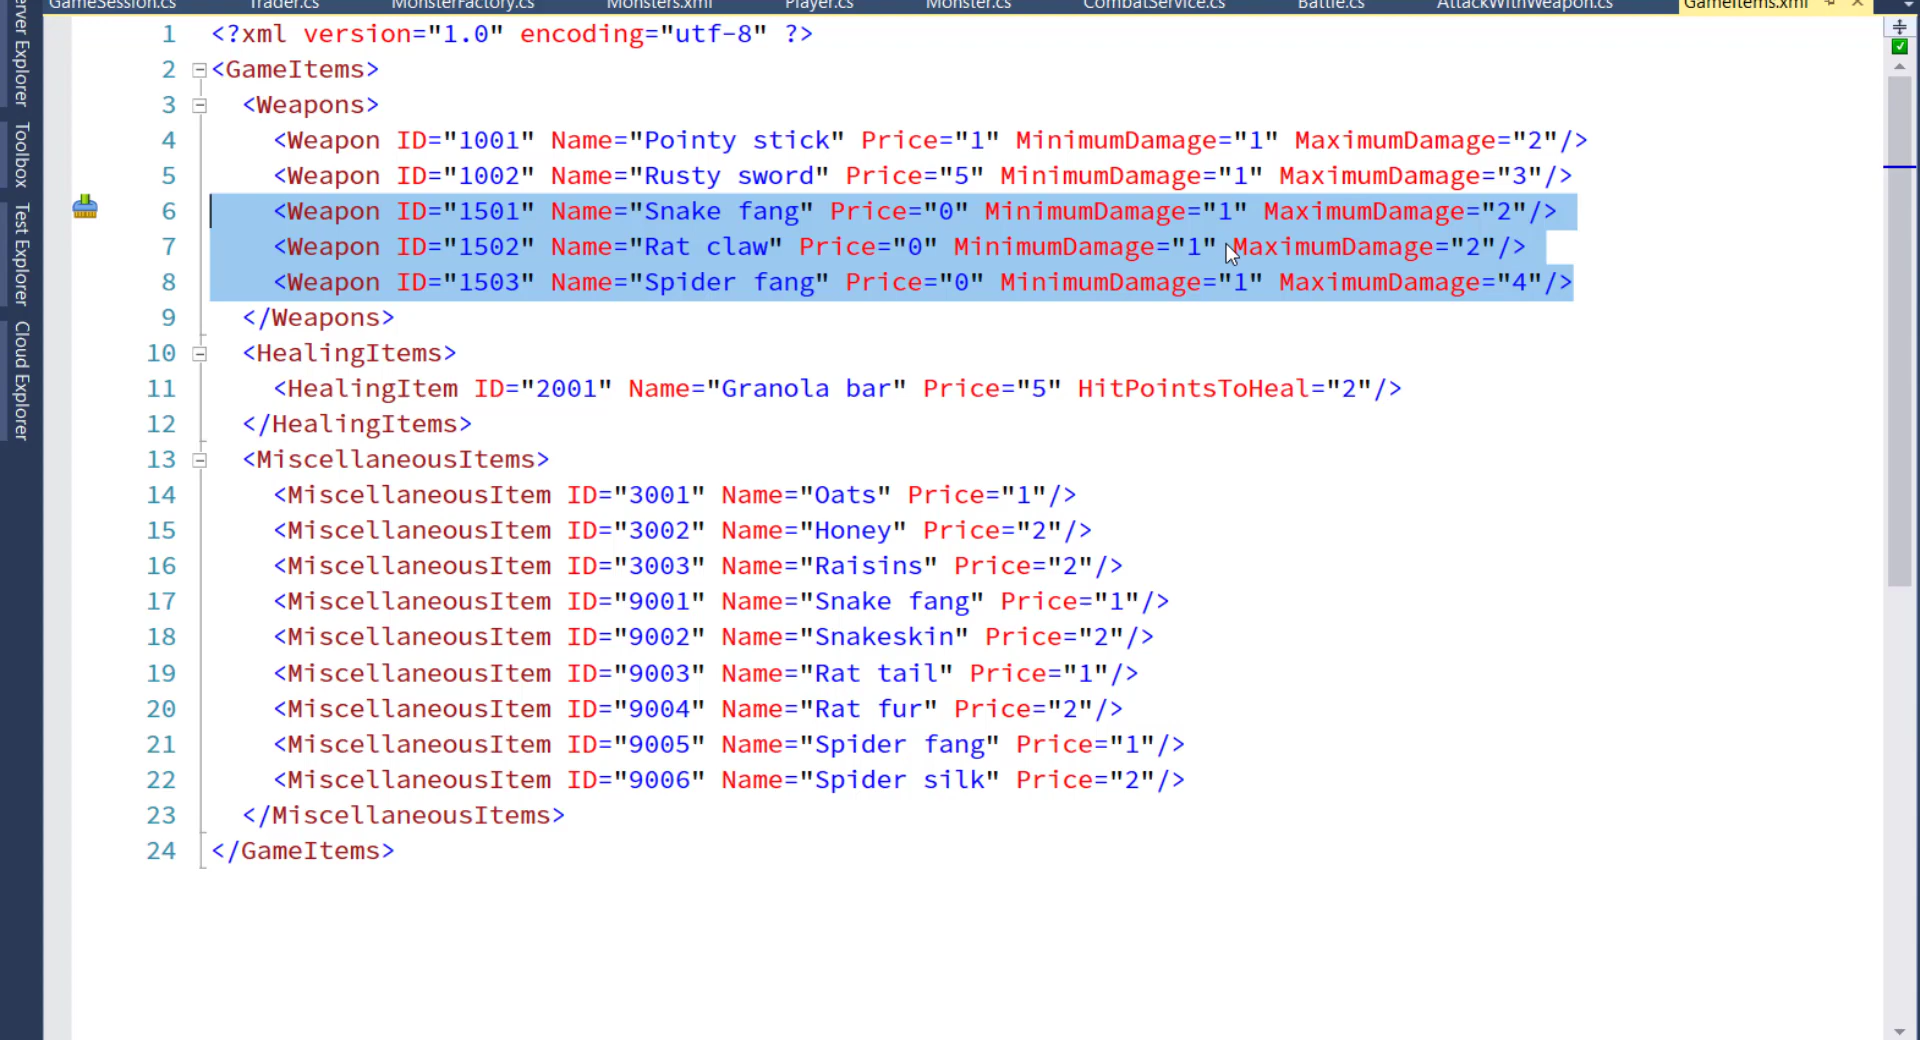 GameSession.cs Trader.cs MonsterFactory.cs Monsters.xml Player.cs Monster.cs CombatService.cs Battle.cs AttackWithWeapon.cs GameItems.xml
Explorer
Toolbox
Test Explorer
Cloud Explorer
1 <?xml version="1.0" encoding="utf-8" ?>
2 <GameItems>
3 <Weapons>
4 <Weapon ID="1001" Name="Pointy stick" Price="1" MinimumDamage="1" MaximumDamage="2"/>
5 <Weapon ID="1002" Name="Rusty sword" Price="5" MinimumDamage="1" MaximumDamage="3"/>
6 <Weapon ID="1501" Name="Snake fang" Price="0" MinimumDamage="1" MaximumDamage="2"/>
7 <Weapon ID="1502" Name="Rat claw" Price="0" MinimumDamage="1" MaximumDamage="2"/>
8 <Weapon ID="1503" Name="Spider fang" Price="0" MinimumDamage="1" MaximumDamage="4"/>
9 </Weapons>
10 <HealingItems>
11 <HealingItem ID="2001" Name="Granola bar" Price="5" HitPointsToHeal="2"/>
12 </HealingItems>
13 <MiscellaneousItems>
14 <MiscellaneousItem ID="3001" Name="Oats" Price="1"/>
15 <MiscellaneousItem ID="3002" Name="Honey" Price="2"/>
16 <MiscellaneousItem ID="3003" Name="Raisins" Price="2"/>
17 <MiscellaneousItem ID="9001" Name="Snake fang" Price="1"/>
18 <MiscellaneousItem ID="9002" Name="Snakeskin" Price="2"/>
19 <MiscellaneousItem ID="9003" Name="Rat tail" Price="1"/>
20 <MiscellaneousItem ID="9004" Name="Rat fur" Price="2"/>
21 <MiscellaneousItem ID="9005" Name="Spider fang" Price="1"/>
22 <MiscellaneousItem ID="9006" Name="Spider silk" Price="2"/>
23 </MiscellaneousItems>
24 </GameItems>